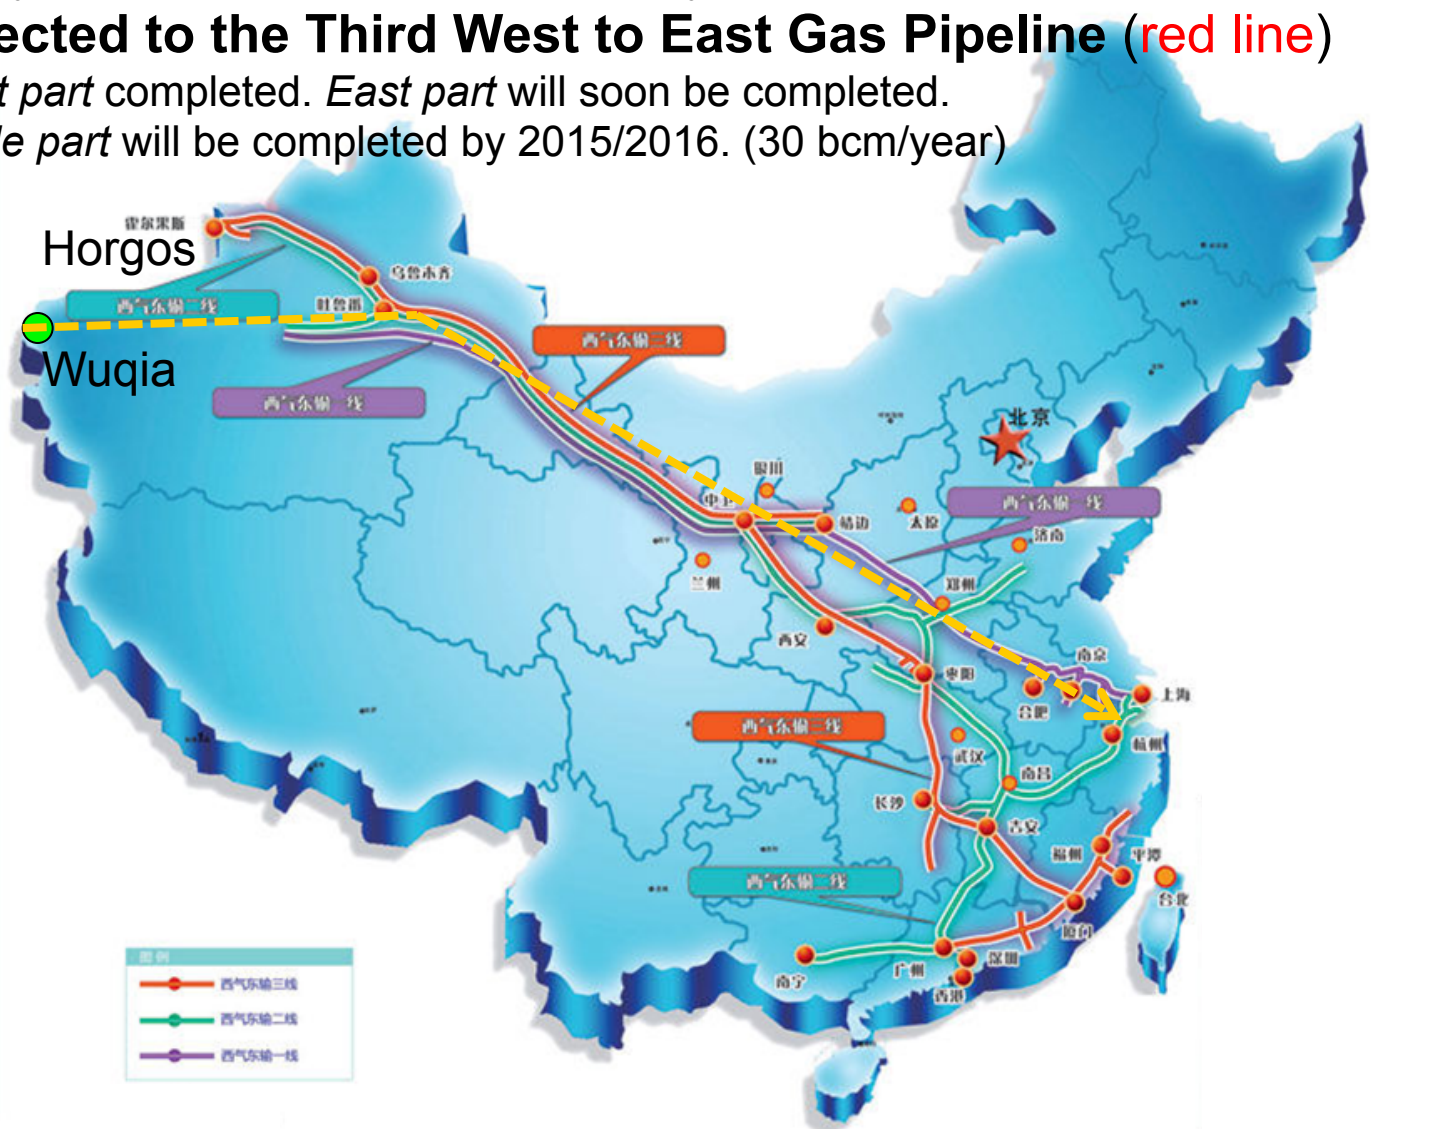 ected to the Third West to East Gas Pipeline (red line)
t part completed. East part will soon be completed.
le part will be completed by 2015/2016. (30 bcm/year)
霍尔果斯
Horgos
乌鲁木齐
西气东输二线
吐鲁番
西气东输三线
Wuqia
西气东输一线
北京
银川
中卫
西气东输一线
靖边
太原
济南
兰州
郑州
西安
南京
枣阳
上海
合肥
西气东输三线
杭州
武汉
南昌
长沙
吉安
福州
平潭
西气东输二线
台北
厦门
广州
深圳
南宁
香港
图例
西气东输三线
西气东输二线
西气东输一线